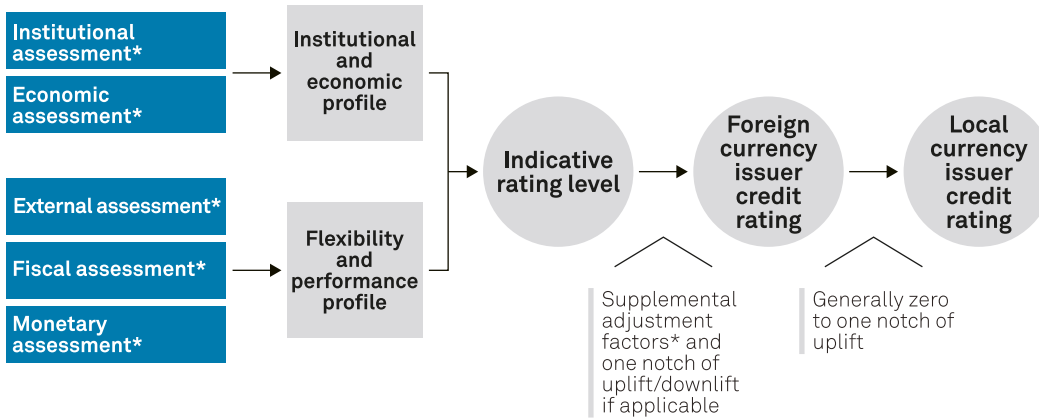 Institutional
assessment*
Economic
assessment*
Institutional
and
economic
profile
External assessment*
Fiscal assessment*
Monetary
assessment*
Flexibility
and
performance
profile
Indicative
rating level
Foreign
currency
issuer
credit
rating
Local
currency
issuer
credit
rating
Supplemental
adjustment
factors* and
one notch of
uplift/downlift
if applicable
Generally zero
to one notch of
uplift